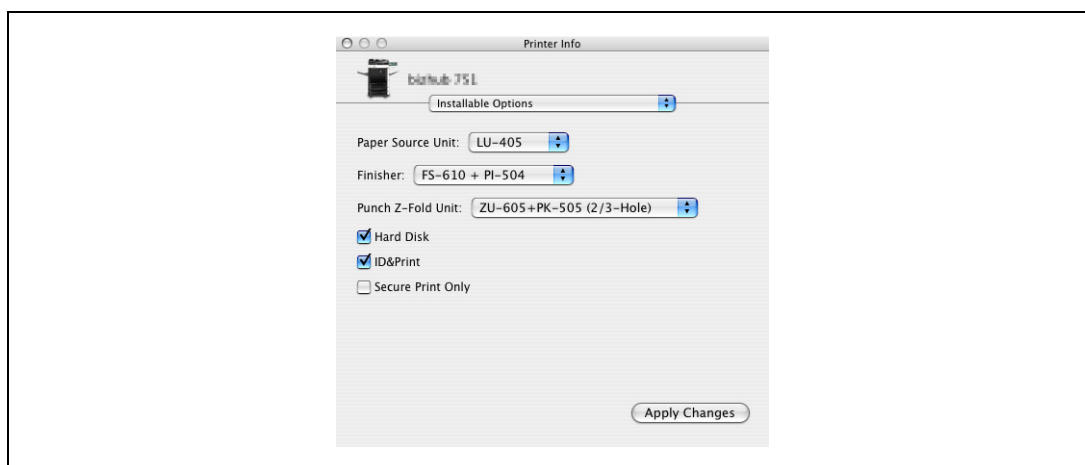 Printer Info
bizhub 751
Installable Options
Paper Source Unit: LU-405
Finisher: FS-610 + PI-504
Punch Z-Fold Unit: ZU-605+PK-505 (2/3-Hole)
Hard Disk
ID&Print
Secure Print Only
Apply Changes